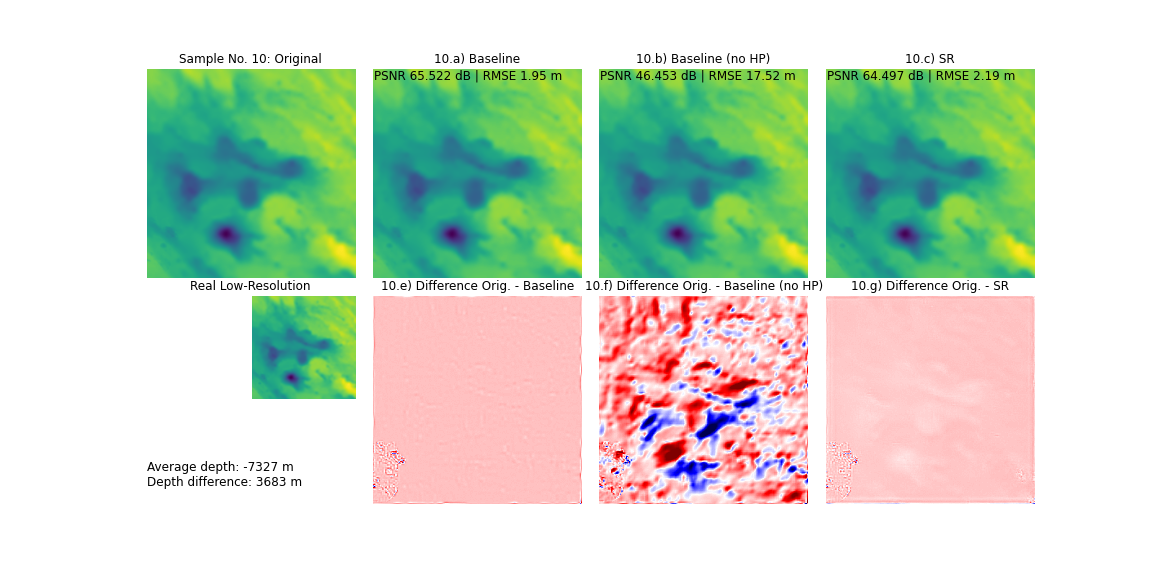 Sample No. 10: Original
10.a) Baseline
10.b) Baseline (no HP)
10.c) SR
PSNR 65.522 dB | RMSE 1.95 m
PSNR 46.453 dB | RMSE 17.52 m
PSNR 64.497 dB | RMSE 2.19 m
Real Low-Resolution
10.e) Difference Orig. - Baseline
10.f) Difference Orig. - Baseline (no HP)
10.g) Difference Orig. - SR
Average depth: -7327 m
Depth difference: 3683 m